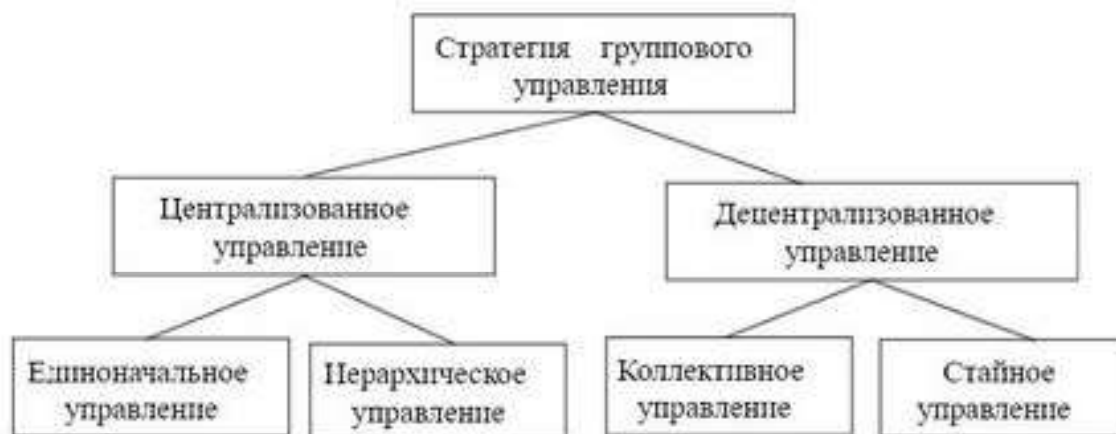 Стратегия группового
управления
Централизованное
управление
Децентрализованное
управление
Единоначальное
управление
Иерархическое
управление
Коллективное
управление
Стайное
управление